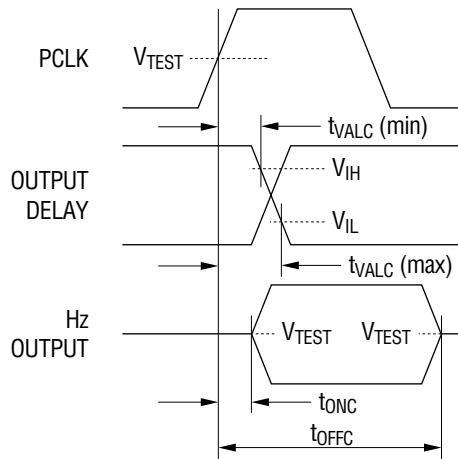 PCLK
VTEST
tVALC (min)
OUTPUT
DELAY
VIH
VIL
tVALC (max)
Hz
OUTPUT
VTEST VTEST
tONC
tOFFC